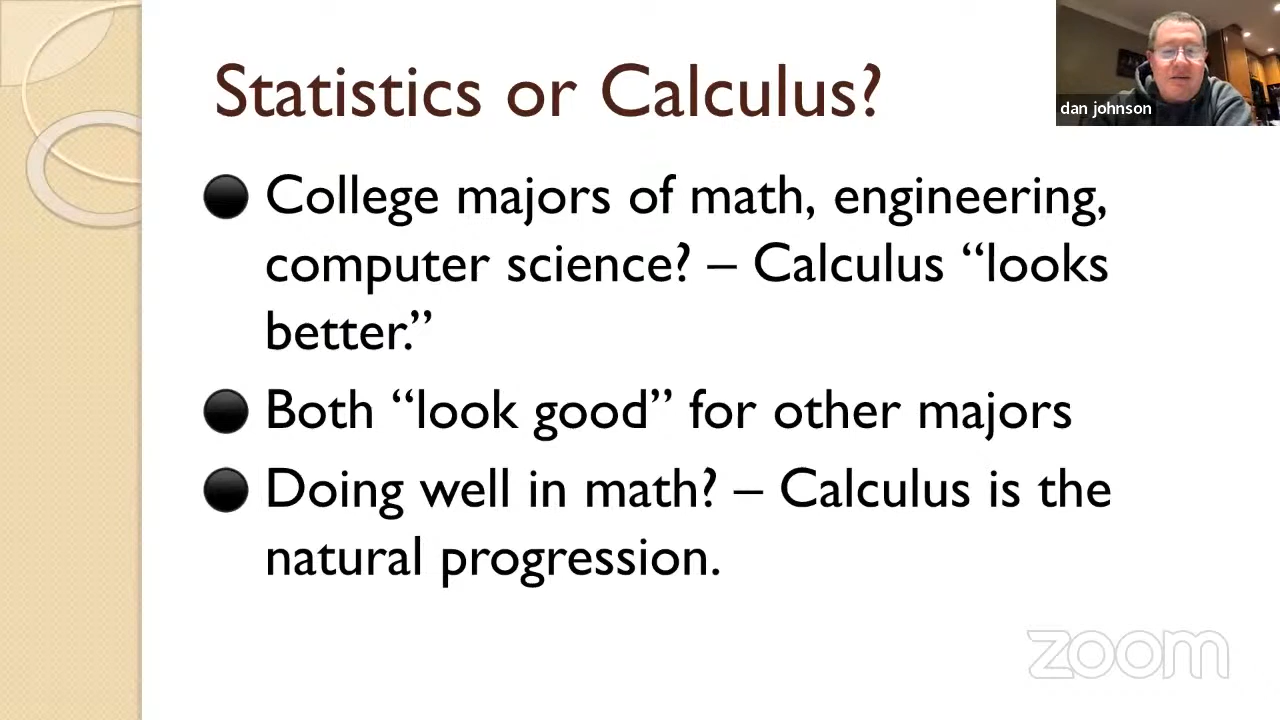 Statistics or Calculus?
dan johnson
College majors of math, engineering,
computer science? – Calculus “looks
better.”
Both “look good” for other majors
Doing well in math? – Calculus is the
natural progression.
zoom